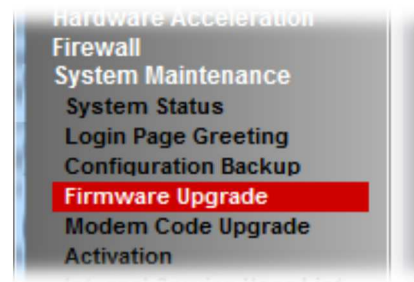 Hardware Acceleration
Firewall
System Maintenance
System Status
Login Page Greeting
Configuration Backup
Firmware Upgrade
Modem Code Upgrade
Activation